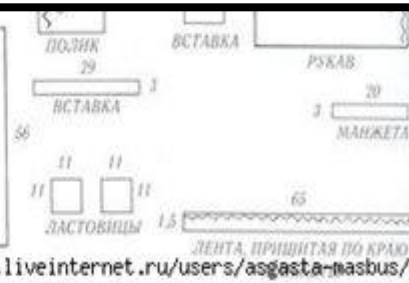 ПОЛИК
ВСТАВКА
РУКАВ
29
3
ВСТАВКА
20
3
МАНЖЕТА
56
11 11
11 11
ЛАСТОВИЦЫ
65
1,5
ЛЕНТА, ПРИШИТАЯ ПО КРАЮ
.liveinternet.ru/users/asgasta-masbus/